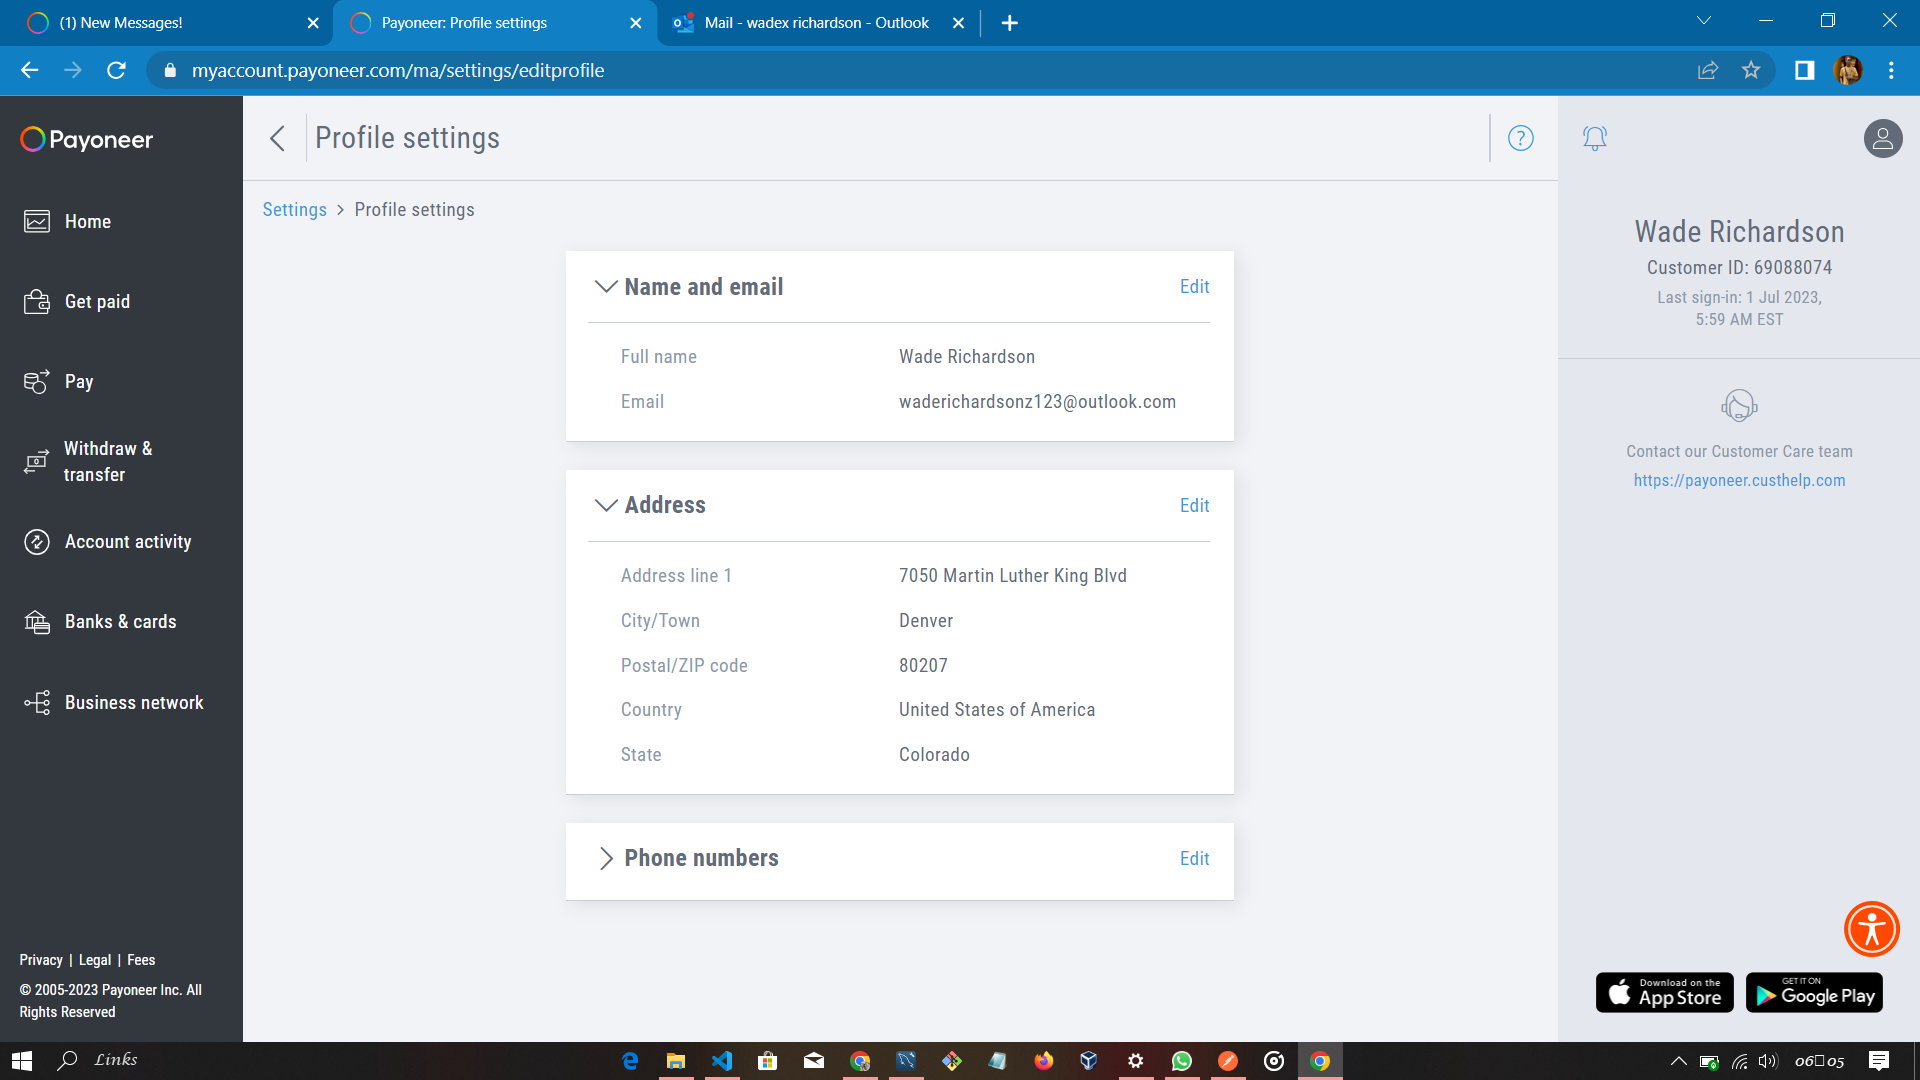 (1) New Messages!
Payoneer: Profile settings
Mail - wadex richardson - Outlook
myaccount.payoneer.com/ma/settings/editprofile
Payoneer
Home
Get paid
Pay
Withdraw &
transfer
Account activity
Banks & cards
Business network
Privacy | Legal | Fees
© 2005-2023 Payoneer Inc. All
Rights Reserved
Profile settings
?
Settings > Profile settings
Name and email
Edit
Full name Wade Richardson
Email waderichardsonz123@outlook.com
Address
Edit
Address line 1 7050 Martin Luther King Blvd
City/Town Denver
Postal/ZIP code 80207
Country United States of America
State Colorado
Phone numbers
Edit
Wade Richardson
Customer ID: 69088074
Last sign-in: 1 Jul 2023,
5:59 AM EST
Contact our Customer Care team
https://payoneer.custhelp.com
Download on the
App Store
GET IT ON
Google Play
Links
06□05